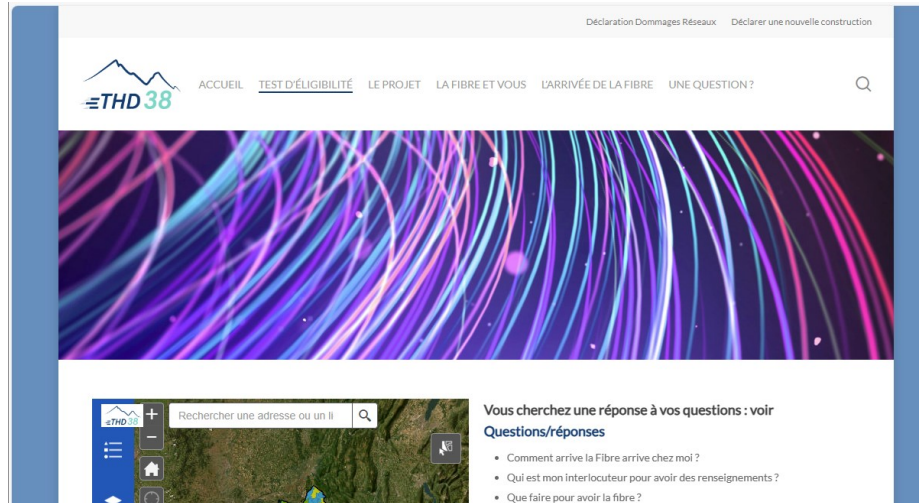 Déclaration Dommages Réseaux Déclarer une nouvelle construction
THD 38
ACCUEIL TEST D'ÉLIGIBILITÉ LE PROJET LA FIBRE ET VOUS L'ARRIVÉE DE LA FIBRE UNE QUESTION ?
THD 38
+
Rechercher une adresse ou un li
−
Vous cherchez une réponse à vos questions : voir
Questions/réponses
• Comment arrive la Fibre arrive chez moi ?
• Qui est mon interlocuteur pour avoir des renseignements ?
• Que faire pour avoir la fibre ?